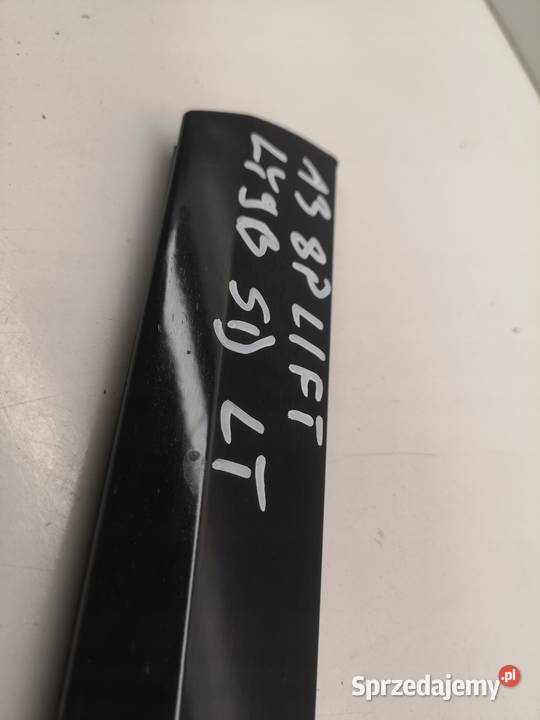 A3 8P LIFT
LY9B 5D LT
Sprzedajemy.pl